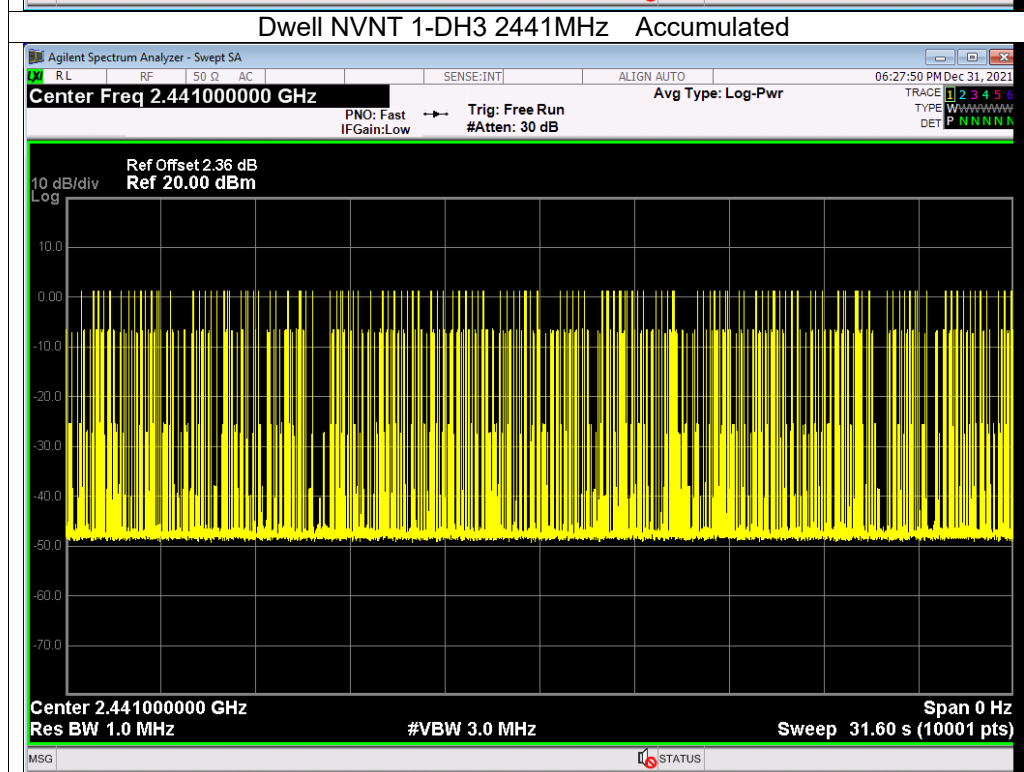 Dwell NVNT 1-DH3 2441MHz Accumulated
Agilent Spectrum Analyzer - Swept SA
LXI RL RF 50 Ω AC SENSE:INT ALIGN AUTO 06:27:50 PM Dec 31, 2021
Center Freq 2.441000000 GHz
Avg Type: Log-Pwr
TRACE 1 2 3 4 5 6
PNO: Fast
Trig: Free Run
TYPE WWWWWWW
IFGain:Low
#Atten: 30 dB
DET P N N N N N
Ref Offset 2.36 dB
10 dB/div Ref 20.00 dBm
Log
10.0
0.00
-10.0
-20.0
-30.0
-40.0
-50.0
-60.0
-70.0
Center 2.441000000 GHz Span 0 Hz
Res BW 1.0 MHz #VBW 3.0 MHz Sweep 31.60 s (10001 pts)
MSG STATUS